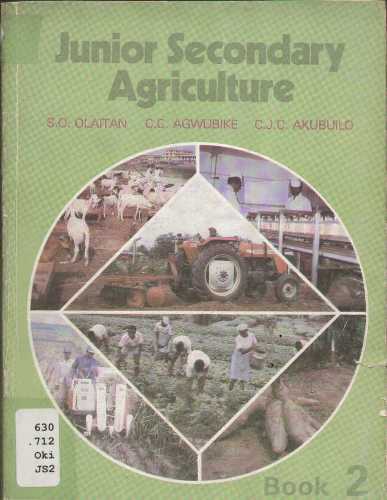 Junior Secondary
Agriculture
S.O. OLAITAN C.C. AGWUBIKE C.J.C. AKUBUILO
630
.712
Oki
JS2
Book 2